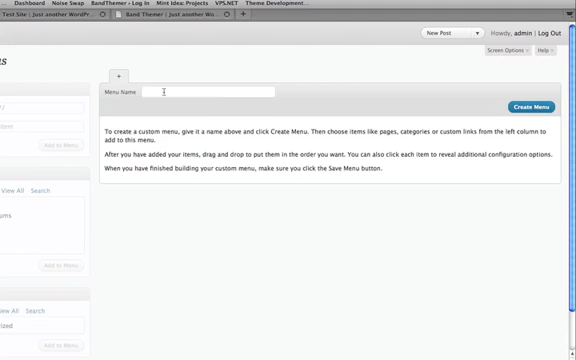 Dashboard Noise Swap BandThemer › Log In Mint Idea: Projects VPS.NET Theme Development...
Test Site | Just another WordPr... Band Themer | Just another Wo... +
New Post Howdy, admin | Log Out
Screen Options Help
+
Menu Name
Create Menu
To create a custom menu, give it a name above and click Create Menu. Then choose items like pages, categories or custom links from the left column to
add to this menu.
After you have added your items, drag and drop to put them in the order you want. You can also click each item to reveal additional configuration options.
When you have finished building your custom menu, make sure you click the Save Menu button.
Add to Menu
View All Search
ums
Add to Menu
View All Search
rized
Add to Menu